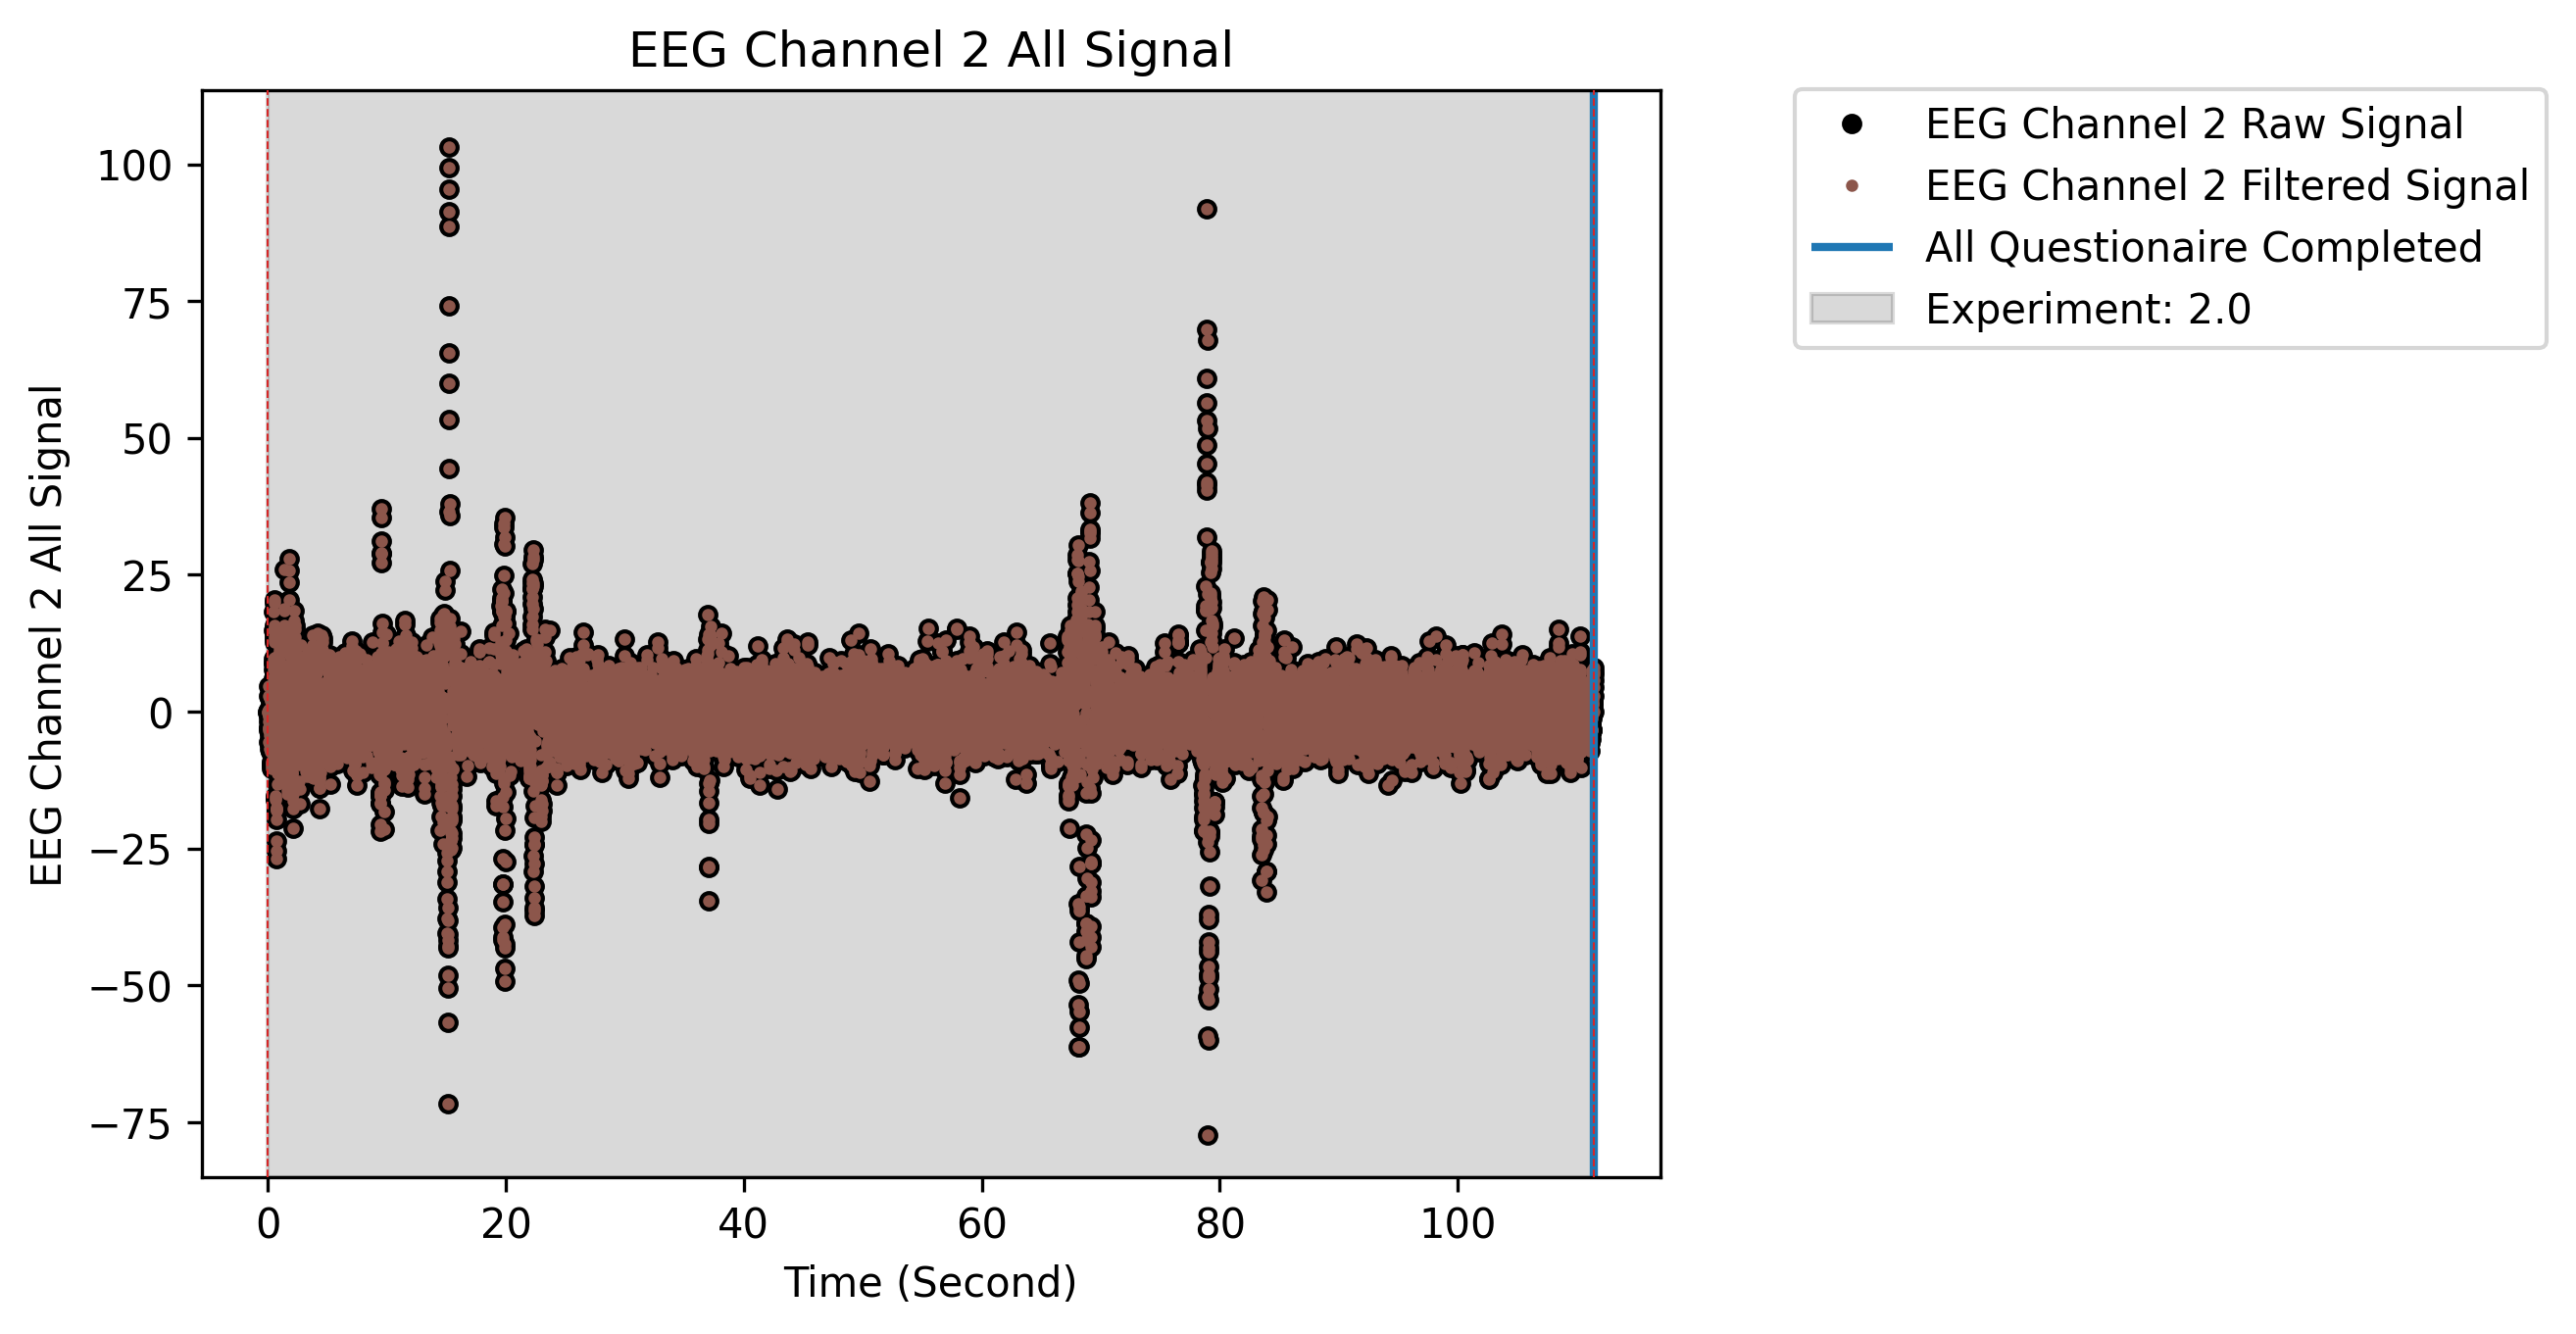 EEG Channel 2 All Signal
EEG Channel 2 Raw Signal
EEG Channel 2 Filtered Signal
All Questionaire Completed
Experiment: 2.0
EEG Channel 2 All Signal
100
75
50
25
0
−25
−50
−75
0 20 40 60 80 100
Time (Second)